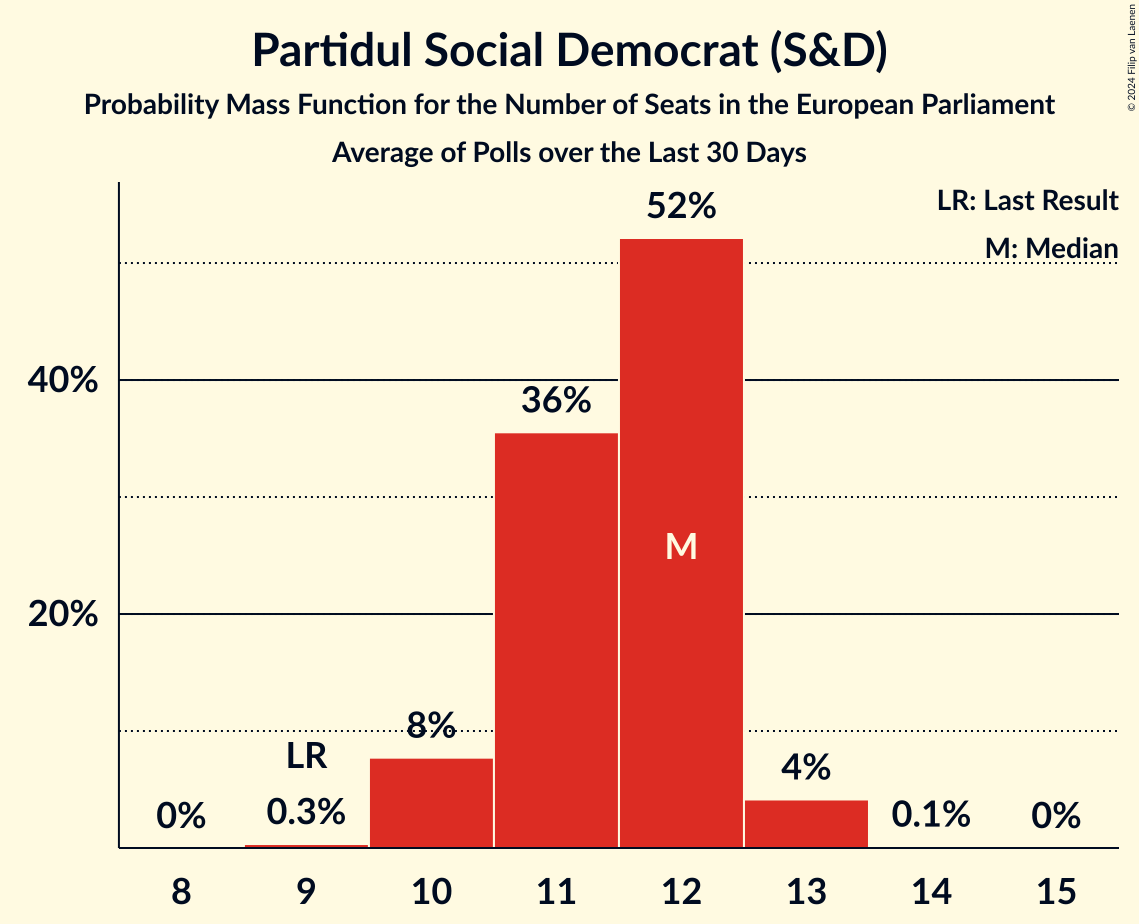 Partidul Social Democrat (S&D)
Probability Mass Function for the Number of Seats in the European Parliament
Average of Polls over the Last 30 Days
© 2024 Filip van Laenen
LR: Last Result
M: Median
52%
40%
36%
M
20%
8%
LR
4%
0%
0.3%
0.1%
0%
8
9
10
11
12
13
14
15